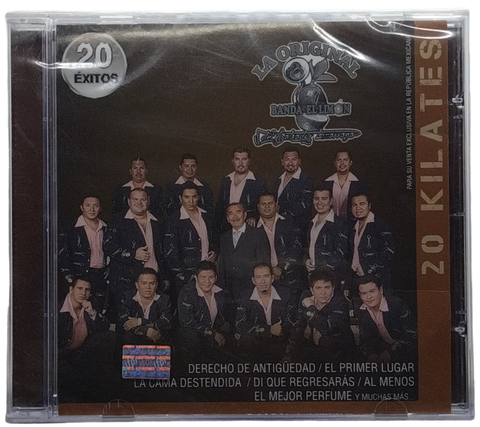 20
ÉXITOS
LA ORIGINAL
BANDA EL LIMÓN
PARA SU VENTA EXCLUSIVA EN LA REPÚBLICA MEXICANA
20 KILATES
DERECHO DE ANTIGÜEDAD / EL PRIMER LUGAR
LA CAMA DESTENDIDA / DI QUE REGRESARÁS / AL MENOS
EL MEJOR PERFUME Y MUCHAS MÁS...